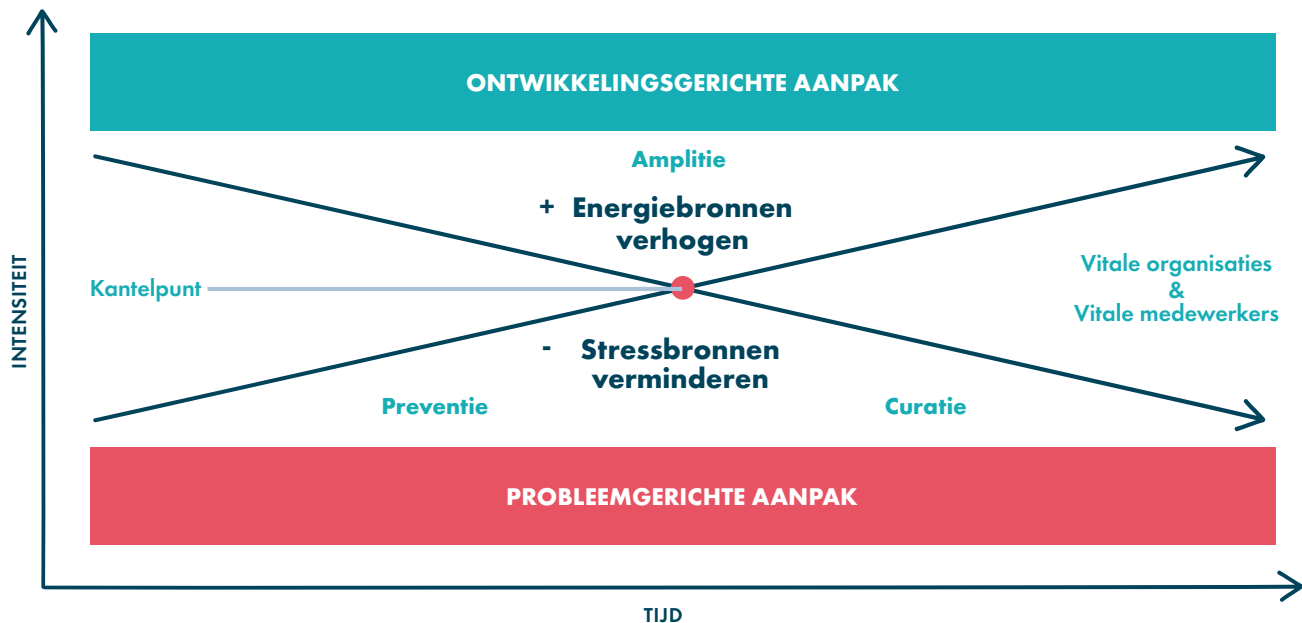 ONTWIKKELINGSGERICHTE AANPAK
Amplitie
+ Energiebronnen
verhogen
Kantelpunt
Vitale organisaties
&
Vitale medewerkers
INTENSITEIT
- Stressbronnen
verminderen
Preventie
Curatie
PROBLEEMGERICHTE AANPAK
TIJD